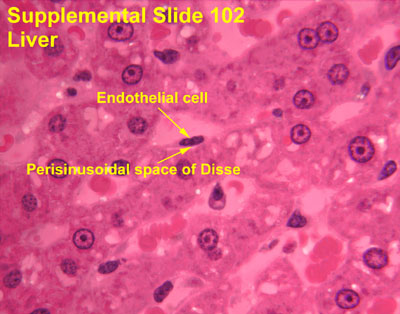 Supplemental Slide 102
Liver
Endothelial cell
Perisinusoidal space of Disse